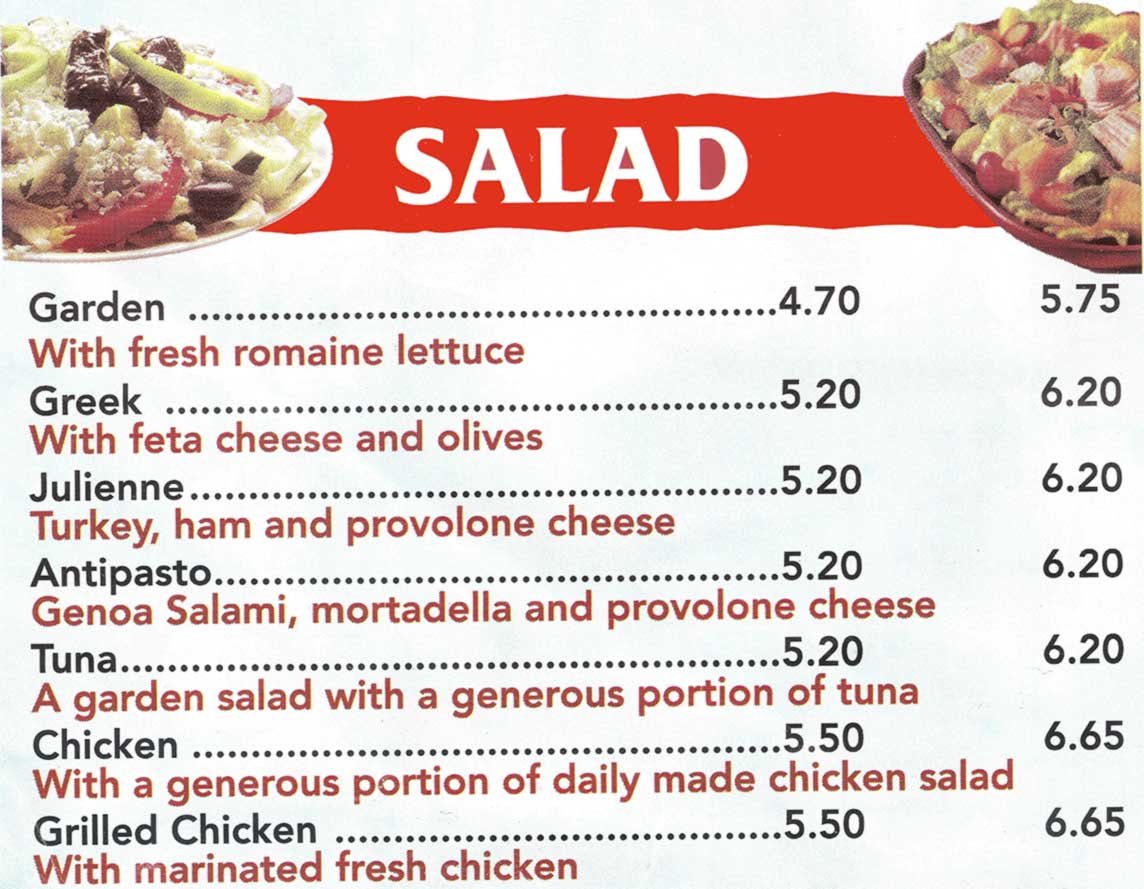 SALAD
Garden ..................................................4.70 5.75
With fresh romaine lettuce
Greek ....................................................5.20 6.20
With feta cheese and olives
Julienne..................................................5.20 6.20
Turkey, ham and provolone cheese
Antipasto................................................5.20 6.20
Genoa Salami, mortadella and provolone cheese
Tuna........................................................5.20 6.20
A garden salad with a generous portion of tuna
Chicken ..................................................5.50 6.65
With a generous portion of daily made chicken salad
Grilled Chicken ......................................5.50 6.65
With marinated fresh chicken